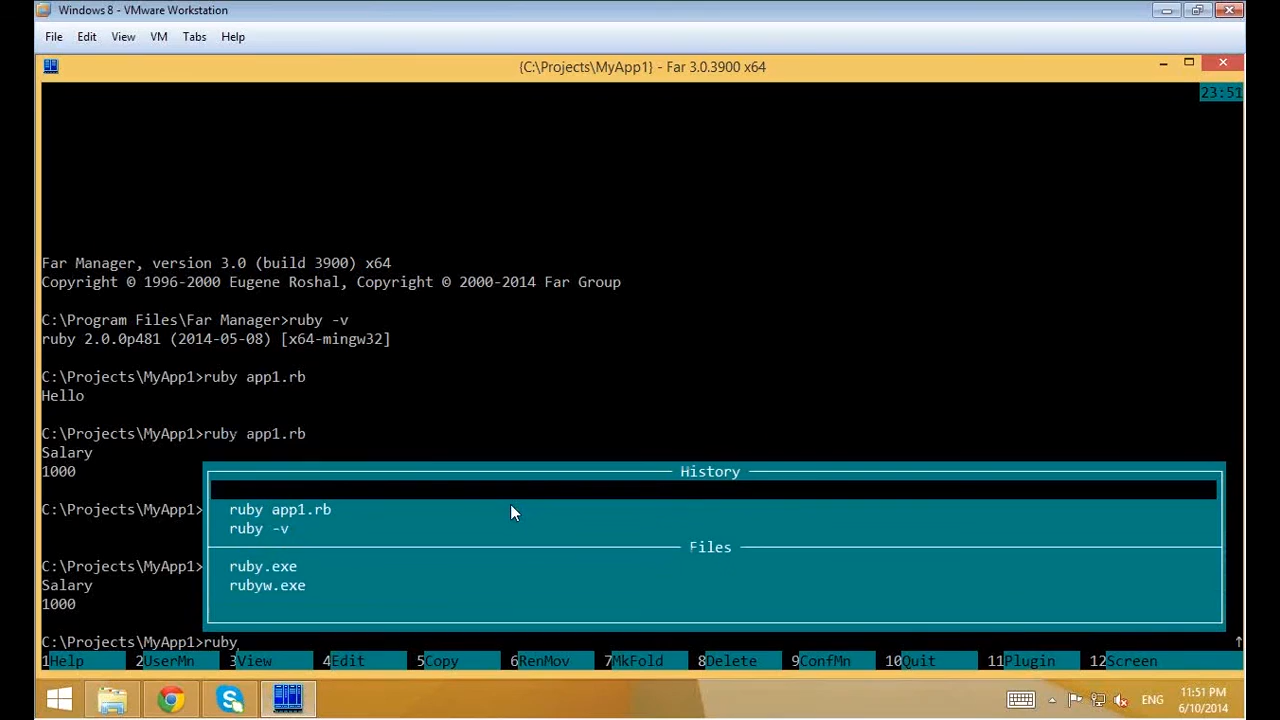 Windows 8 - VMware Workstation
File Edit View VM Tabs Help
{C:\Projects\MyApp1} - Far 3.0.3900 x64
23:51
Far Manager, version 3.0 (build 3900) x64
Copyright © 1996-2000 Eugene Roshal, Copyright © 2000-2014 Far Group
C:\Program Files\Far Manager>ruby -v
ruby 2.0.0p481 (2014-05-08) [x64-mingw32]
C:\Projects\MyApp1>ruby app1.rb
Hello
C:\Projects\MyApp1>ruby app1.rb
Salary
1000
C:\Projects\MyApp1>
C:\Projects\MyApp1>
Salary
1000
History
ruby app1.rb
ruby -v
Files
ruby.exe
rubyw.exe
C:\Projects\MyApp1>ruby
1Help 2UserMn 3View 4Edit 5Copy 6RenMov 7MkFold 8Delete 9ConfMn 10Quit 11Plugin 12Screen
ENG
11:51 PM
6/10/2014